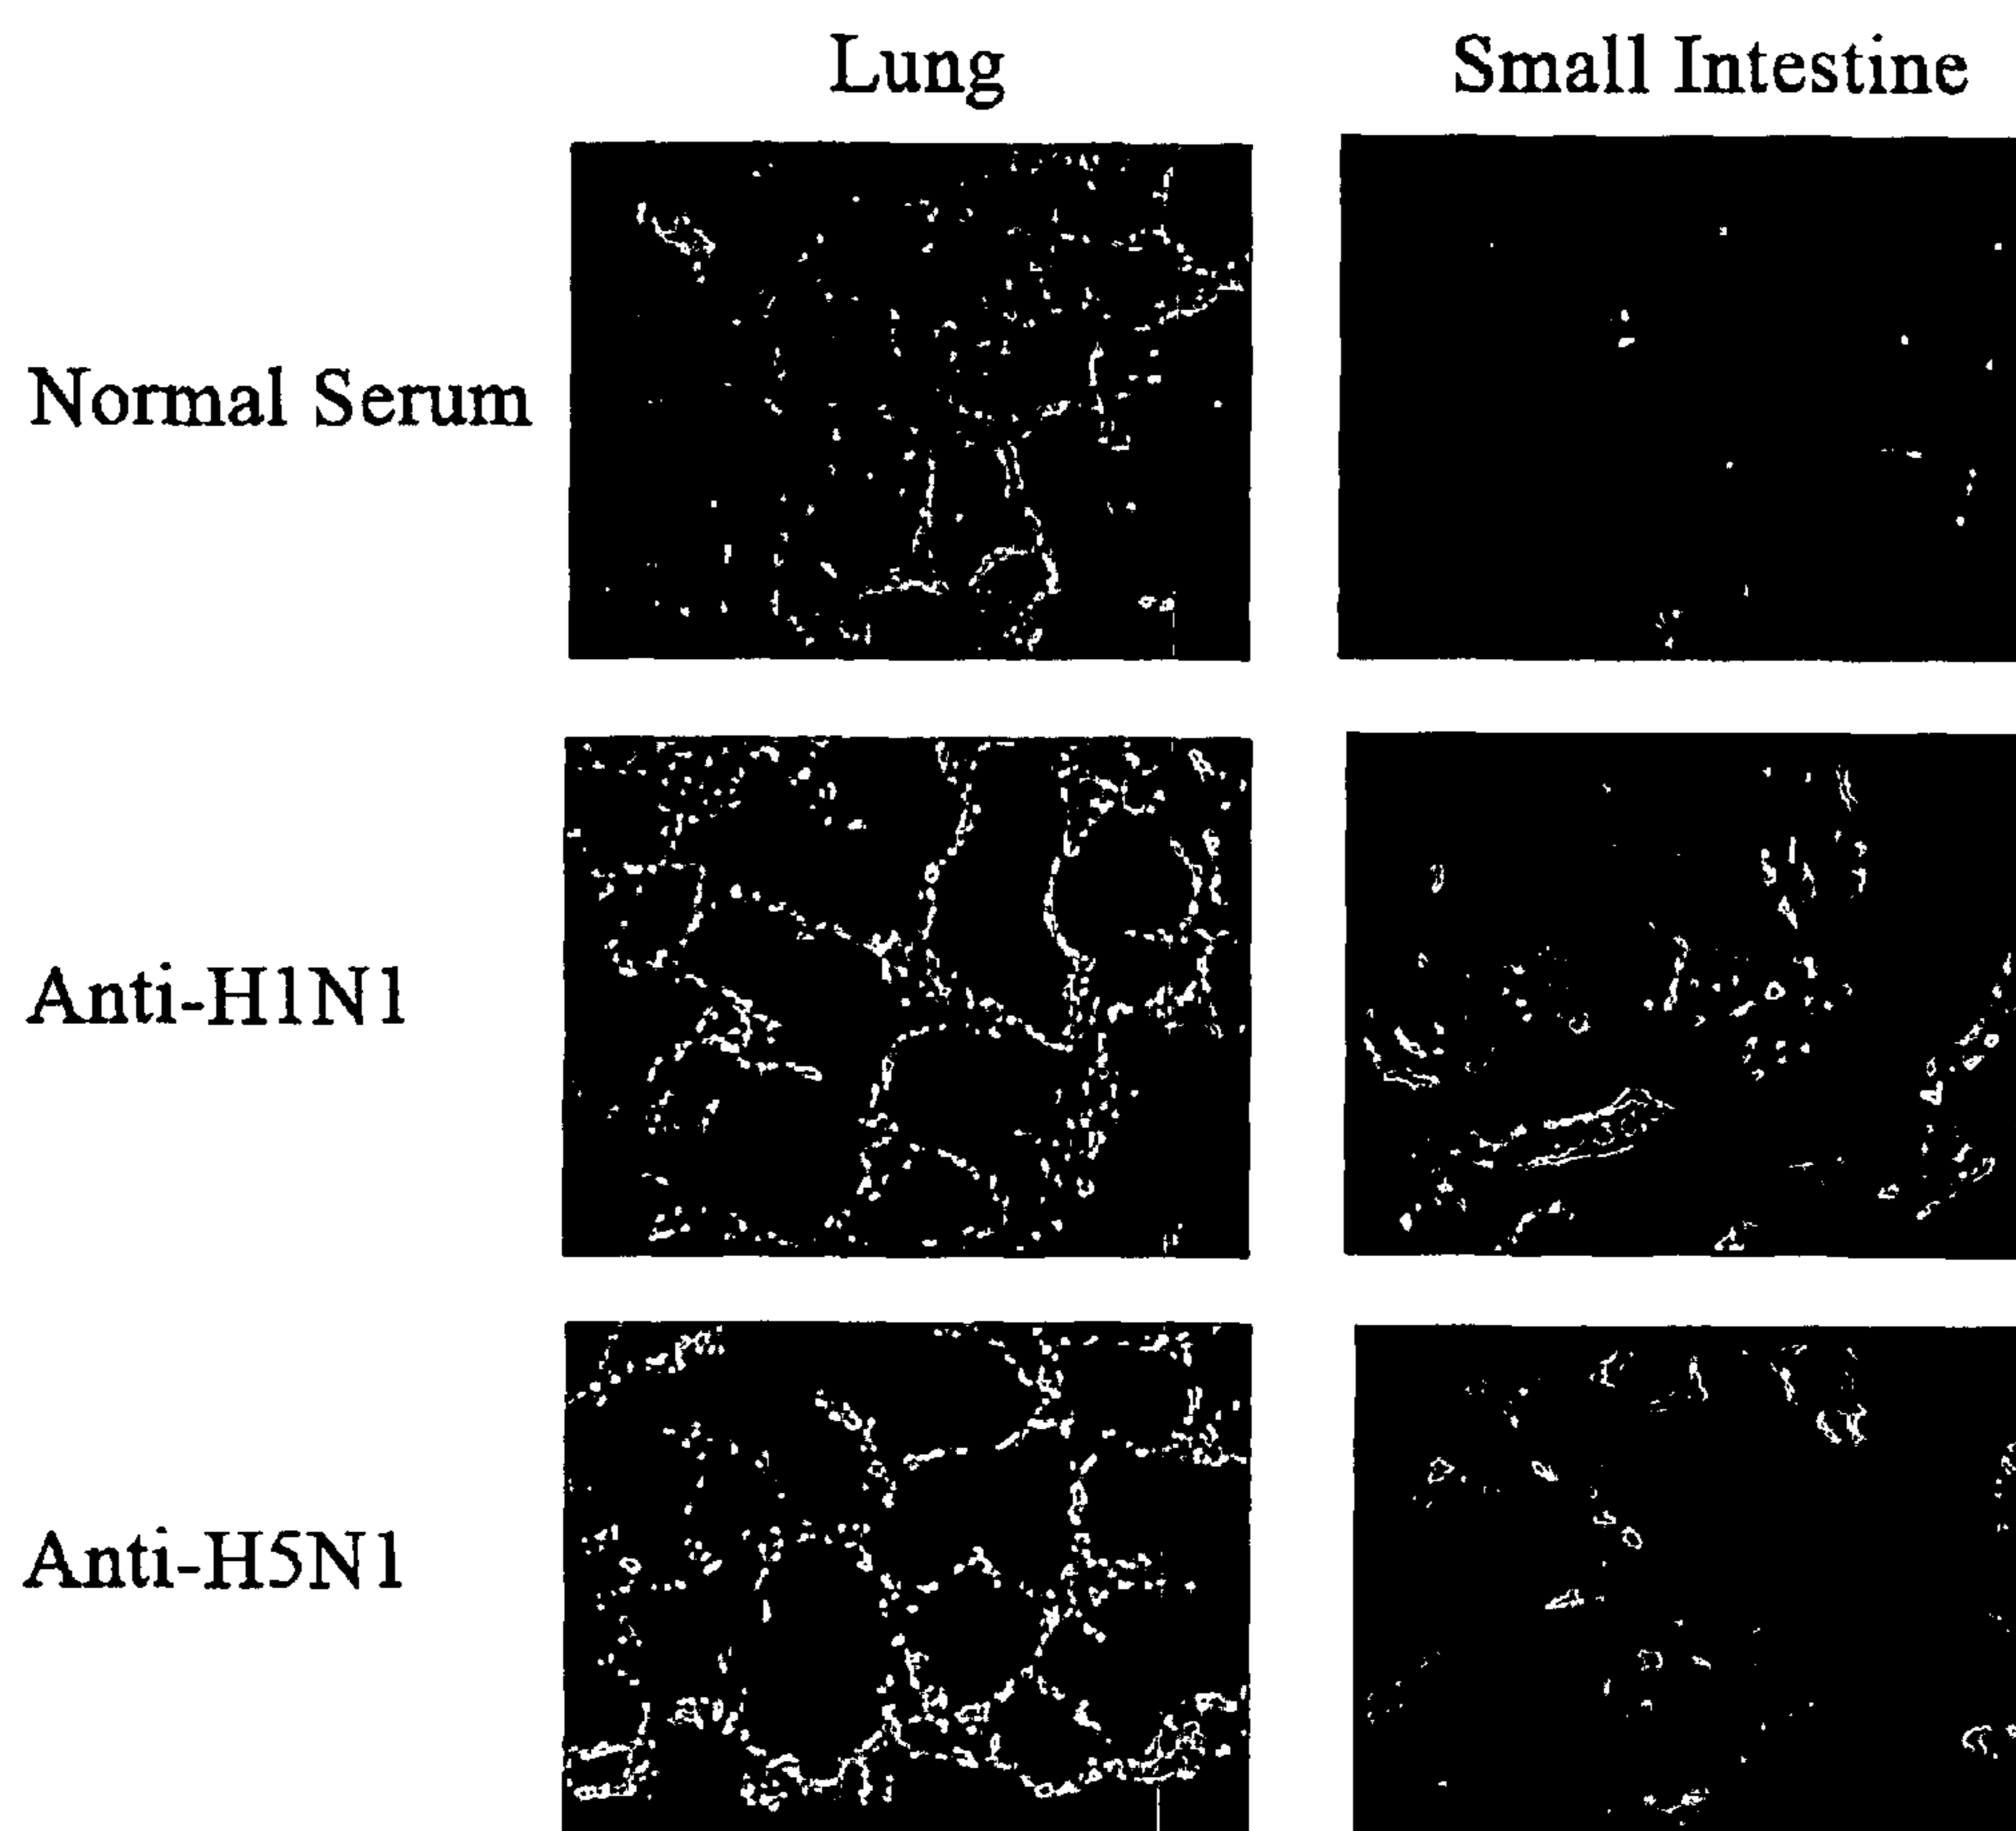 Lung
Small Intestine
Normal Serum
Anti-H1N1
Anti-H5N1